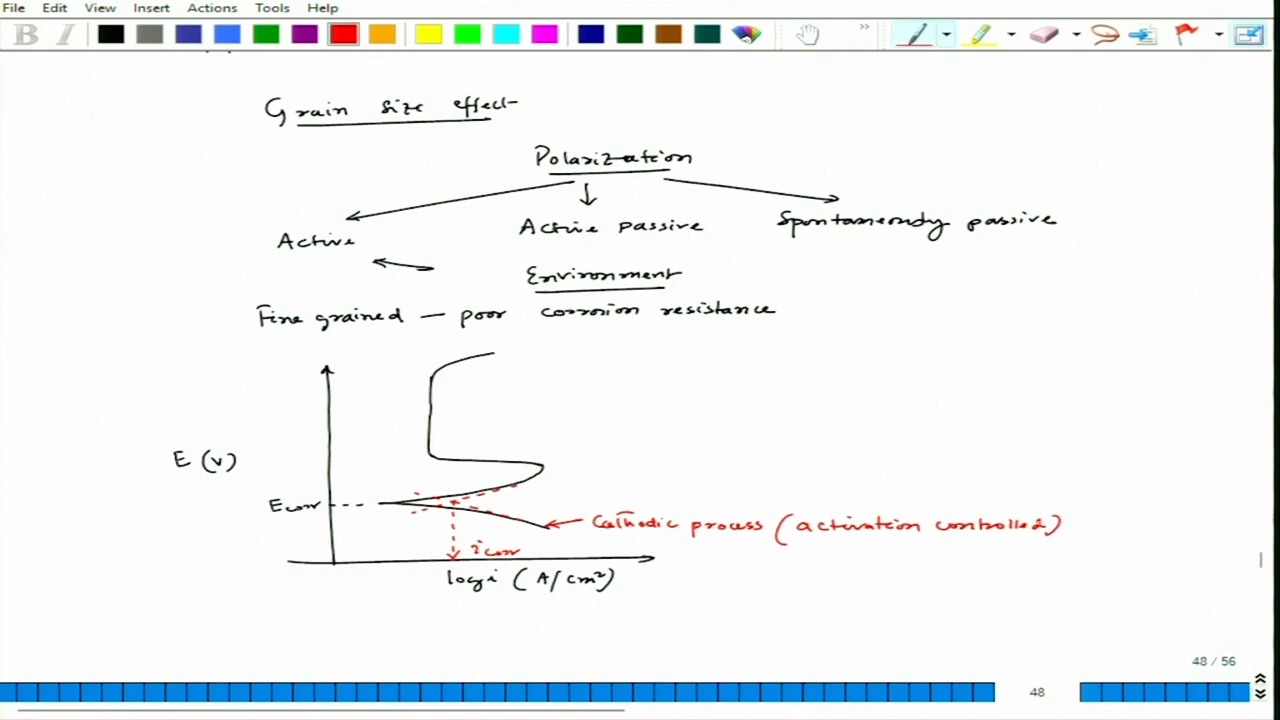 File Edit View Insert Actions Tools Help
B I
Grain size effect
Polarization
Active Active passive Spontaneously passive
Environment
Fine grained — poor corrosion resistance
E (V)
Ecorr
Cathodic process (activation controlled)
icorr
log i (A/cm²)
48 / 56
48